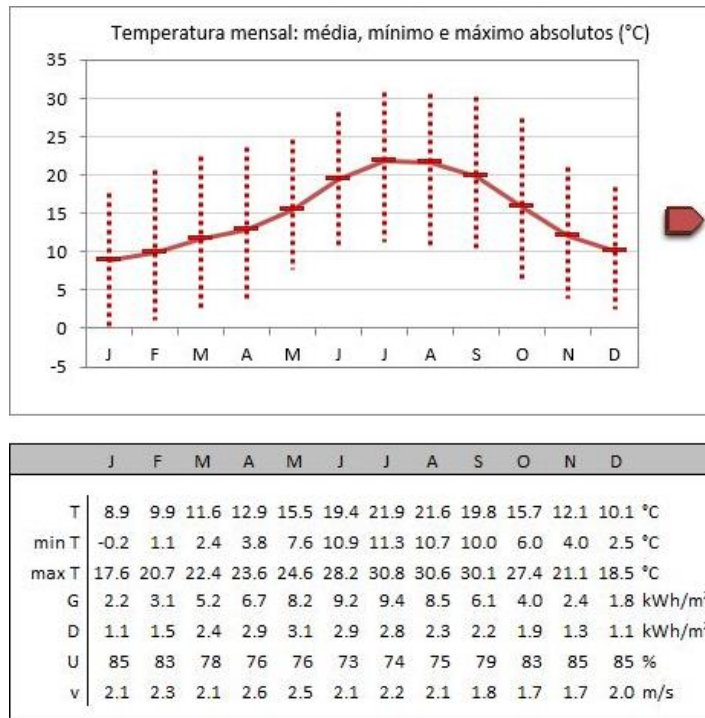 Temperatura mensal: média, mínimo e máximo absolutos (°C)
35
30
25
20
15
10
5
0
-5
J F M A M J J A S O N D
J F M A M J J A S O N D
T 8.9 9.9 11.6 12.9 15.5 19.4 21.9 21.6 19.8 15.7 12.1 10.1 °C
min T -0.2 1.1 2.4 3.8 7.6 10.9 11.3 10.7 10.0 6.0 4.0 2.5 °C
max T 17.6 20.7 22.4 23.6 24.6 28.2 30.8 30.6 30.1 27.4 21.1 18.5 °C
G 2.2 3.1 5.2 6.7 8.2 9.2 9.4 8.5 6.1 4.0 2.4 1.8 kWh/m²
D 1.1 1.5 2.4 2.9 3.1 2.9 2.8 2.3 2.2 1.9 1.3 1.1 kWh/m²
U 85 83 78 76 76 73 74 75 79 83 85 85 %
v 2.1 2.3 2.1 2.6 2.5 2.1 2.2 2.1 1.8 1.7 1.7 2.0 m/s